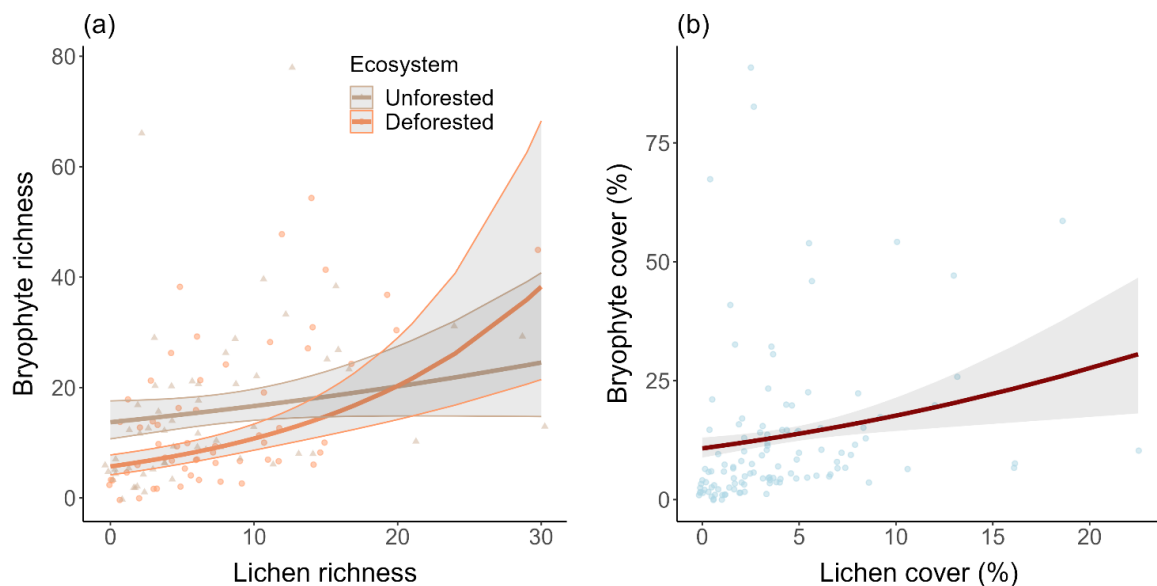 (a)
Bryophyte richness
80
60
40
20
0
Ecosystem
Unforested
Deforested
0 10 20 30
Lichen richness
(b)
Bryophyte cover (%)
75
50
25
0
0 5 10 15 20
Lichen cover (%)